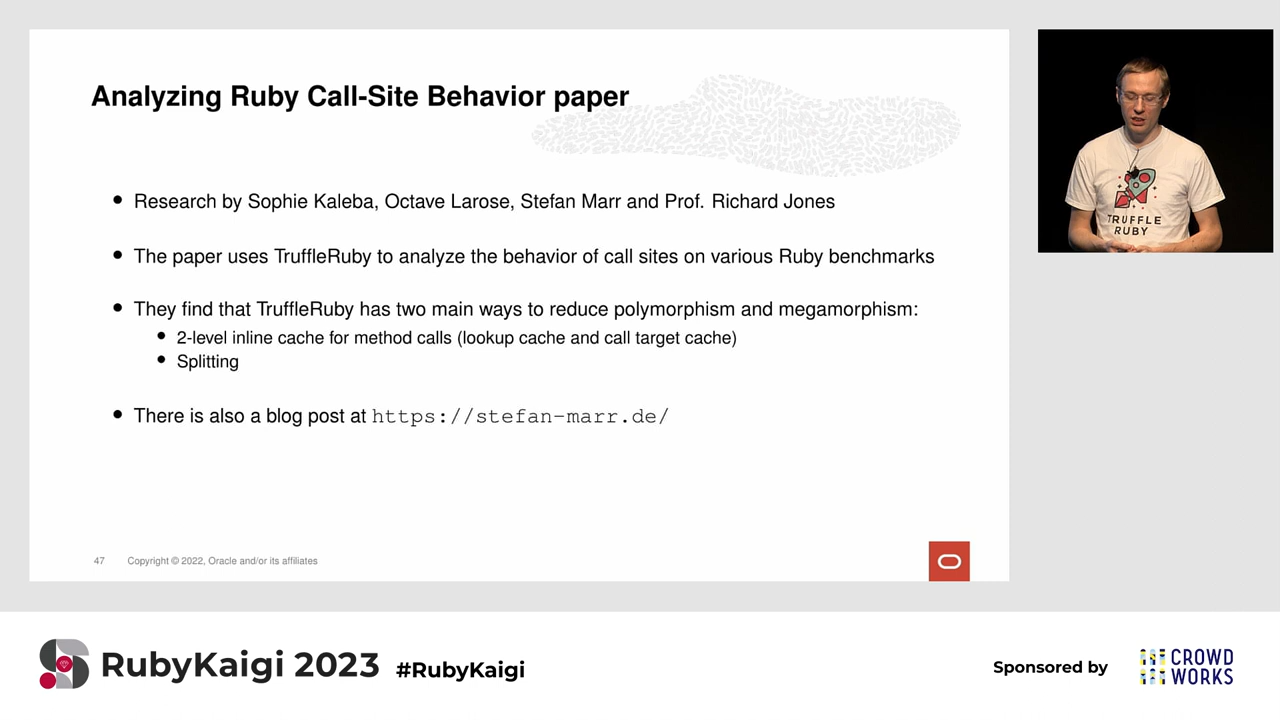 Analyzing Ruby Call-Site Behavior paper
Research by Sophie Kaleba, Octave Larose, Stefan Marr and Prof. Richard Jones
The paper uses TruffleRuby to analyze the behavior of call sites on various Ruby benchmarks
They find that TruffleRuby has two main ways to reduce polymorphism and megamorphism:
2-level inline cache for method calls (lookup cache and call target cache)
Splitting
There is also a blog post at https://stefan-marr.de/
47 Copyright © 2022, Oracle and/or its affiliates
TRUFFLE
RUBY
RubyKaigi 2023 #RubyKaigi
Sponsored by
CROWD
WORKS